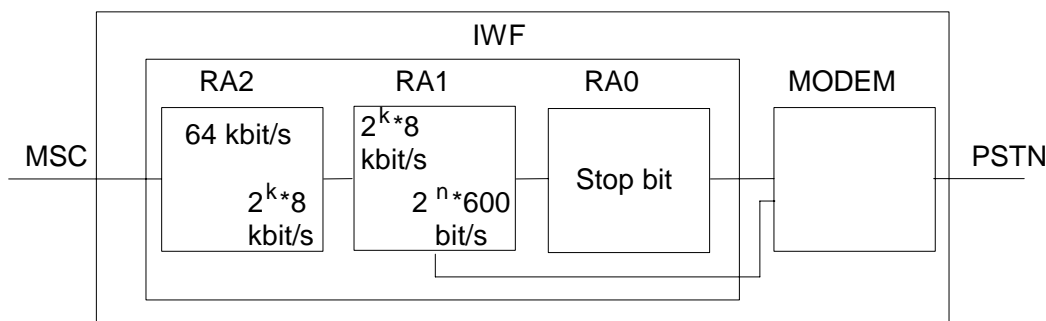 IWF
RA2 RA1 RA0 MODEM
64 kbit/s
2^k*8
kbit/s
2^k*8
kbit/s
2^n*600
bit/s
Stop bit
MSC
PSTN